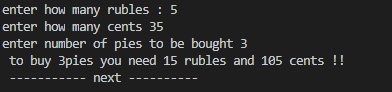 enter how many rubles : 5
enter how many cents 35
enter number of pies to be bought 3
to buy 3pies you need 15 rubles and 105 cents !!
----------- next ----------